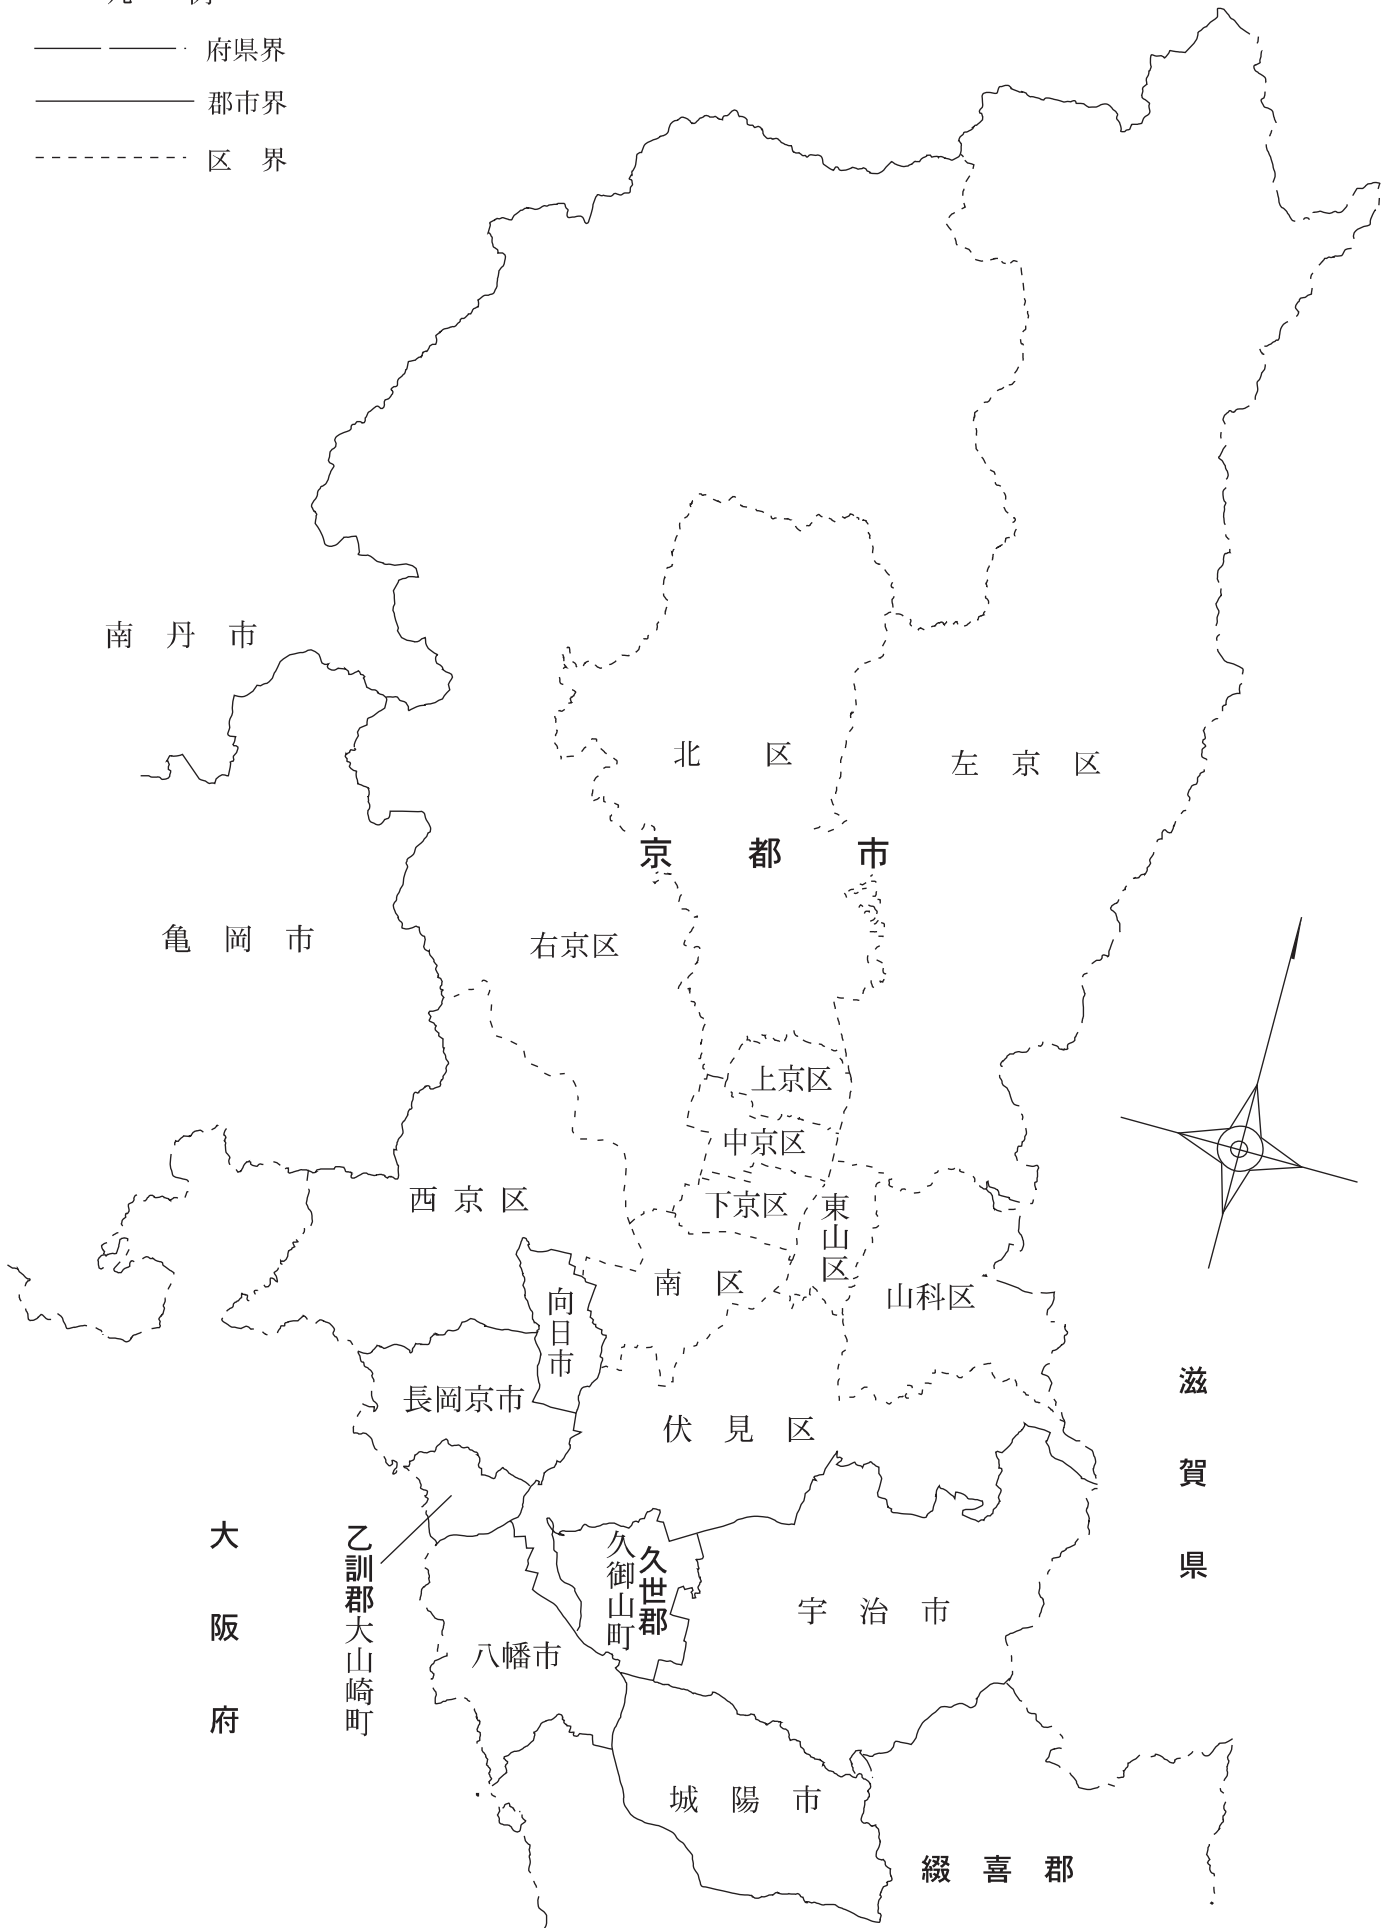 凡 例
府県界
郡市界
区 界
南 丹 市
北 区
左 京 区
京 都 市
亀 岡 市
右京区
上京区
中京区
西 京 区
下京区
東山区
南 区
山科区
向日市
長岡京市
伏 見 区
滋賀県
大阪府
乙訓郡大山崎町
久世郡
久御山町
宇 治 市
八幡市
城 陽 市
綴 喜 郡